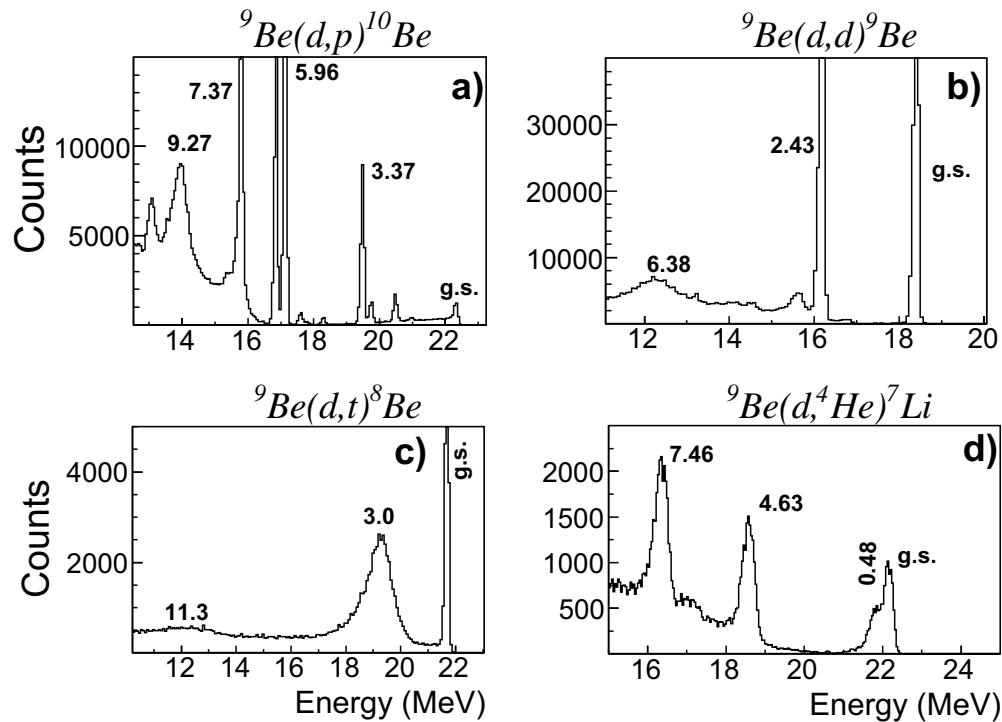 ⁹Be(d,p)¹⁰Be
⁹Be(d,d)⁹Be
a)
7.37
5.96
9.27
3.37
g.s.
10000
5000
Counts
14 16 18 20 22
b)
2.43
g.s.
6.38
30000
20000
10000
12 14 16 18 20
⁹Be(d,t)⁸Be
⁹Be(d,⁴He)⁷Li
c)
g.s.
3.0
11.3
4000
2000
Counts
12 14 16 18 20 22
Energy (MeV)
d)
7.46
4.63
0.48
g.s.
2000
1500
1000
500
16 18 20 22 24
Energy (MeV)